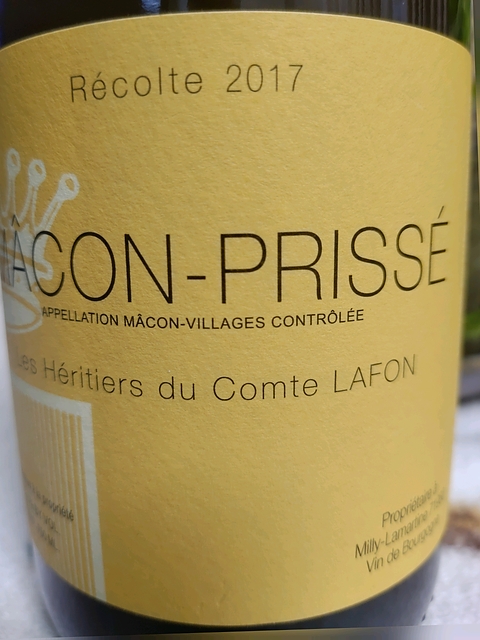 Récolte 2017
MÂCON-PRISSÉ
APPELLATION MÂCON-VILLAGES CONTRÔLÉE
Les Héritiers du Comte LAFON
propriété
Propriétaire à
Milly-Lamartine
Vin de Bourgogne